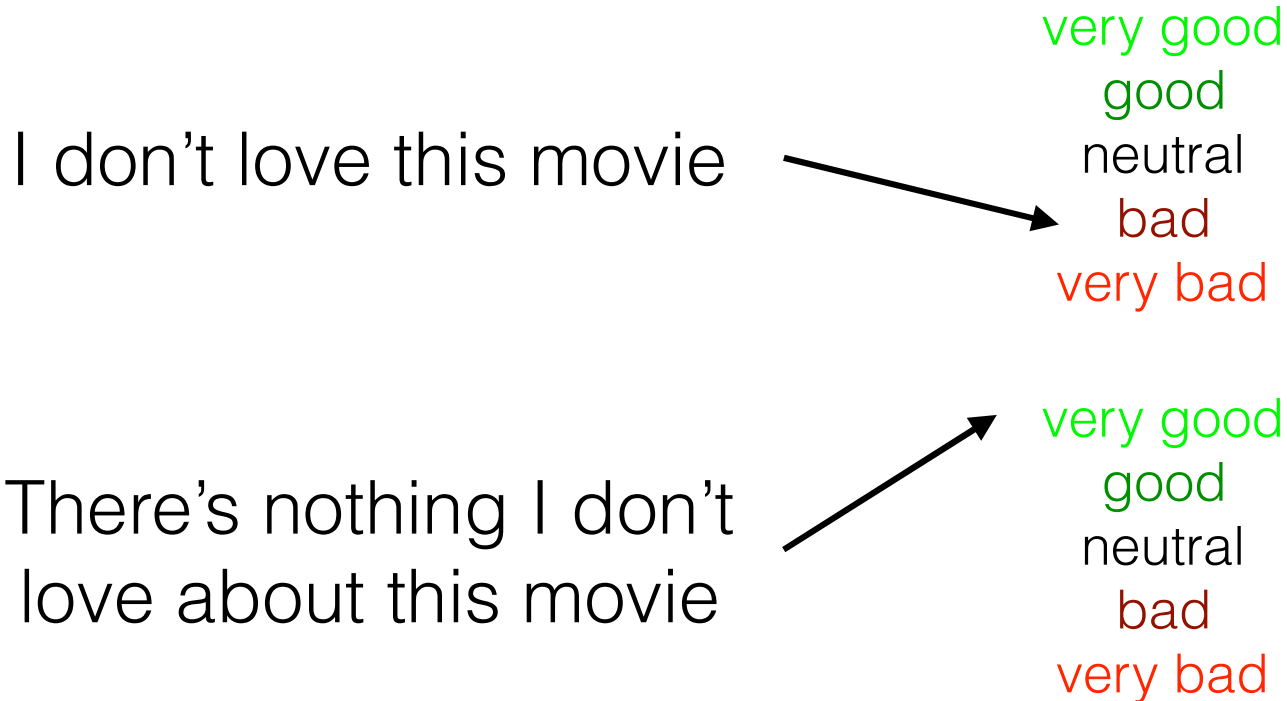 very good
good
I don’t love this movie
neutral
bad
very bad
very good
good
There’s nothing I don’t
love about this movie
neutral
bad
very bad